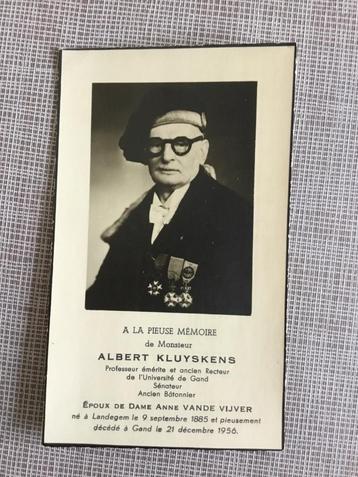 A LA PIEUSE MÉMOIRE
de Monsieur
ALBERT KLUYSKENS
Professeur émérite et ancien Recteur
de l'Université de Gand
Sénateur
Ancien Bâtonnier
ÉPOUX DE DAME ANNE VANDE VIJVER
né à Landegem le 9 septembre 1885 et pieusement
décédé à Gand le 21 décembre 1956.